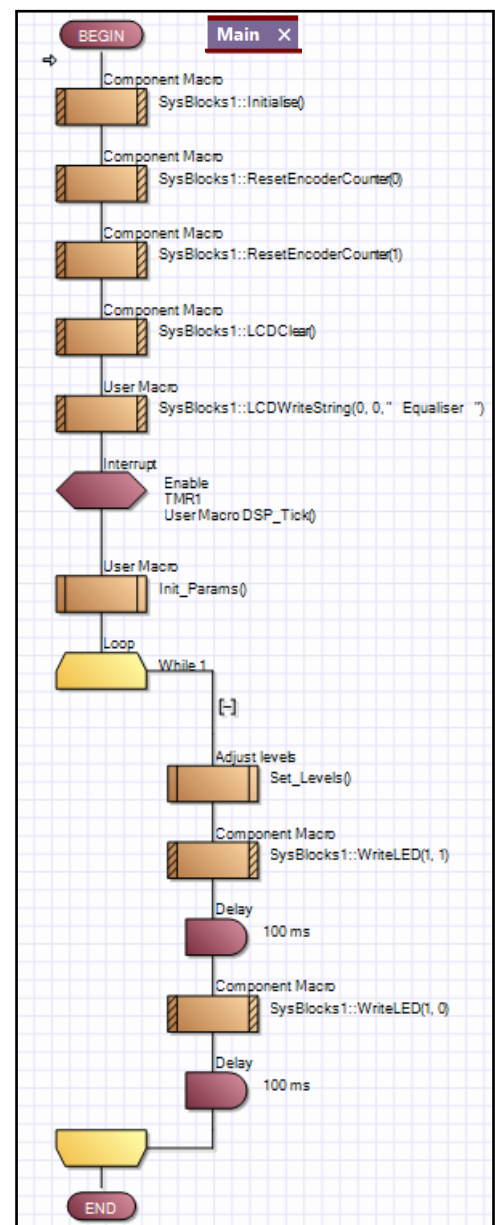 BEGIN
Main ×
Component Macro
SysBlocks1::Initialise()
Component Macro
SysBlocks1::ResetEncoderCounter(0)
Component Macro
SysBlocks1::ResetEncoderCounter(1)
Component Macro
SysBlocks1::LCDClear()
User Macro
SysBlocks1::LCDWriteString(0, 0, "   Equaliser   ")
Interrupt
Enable
TMR1
User Macro DSP_Tick()
User Macro
Init_Params()
Loop
While 1
[-]
Adjust levels
Set_Levels()
Component Macro
SysBlocks1::WriteLED(1, 1)
Delay
100 ms
Component Macro
SysBlocks1::WriteLED(1, 0)
Delay
100 ms
END